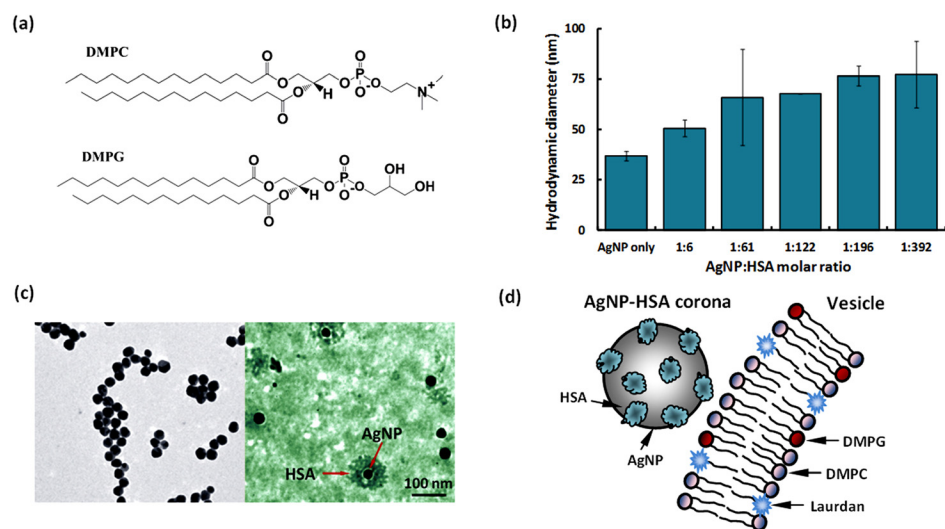 (a)
DMPC
O
O
O
O
O
H
O
P
O
O
-
N
+
DMPG
O
O
O
O
O
H
O
P
O
O
-
OH
OH
(b)
Hydrodynamic diameter (nm)
100
75
50
25
0
AgNP only 1:6 1:61 1:122 1:196 1:392
AgNP:HSA molar ratio
(c)
AgNP
HSA
100 nm
(d)
AgNP-HSA corona
Vesicle
HSA
AgNP
DMPG
DMPC
Laurdan